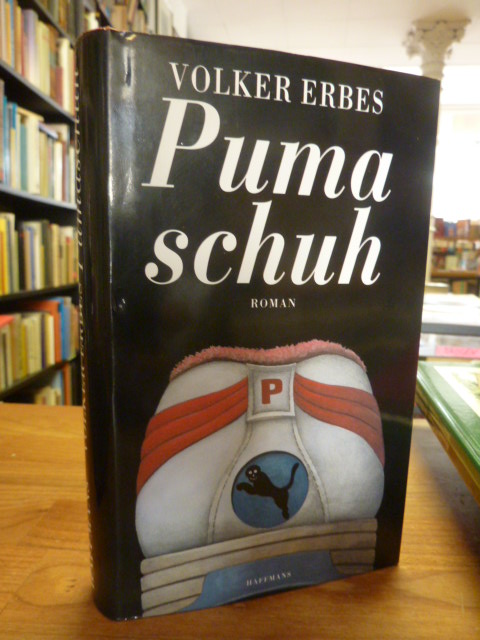 VOLKER ERBES
Puma
schuh
ROMAN
P
HAFFMANS